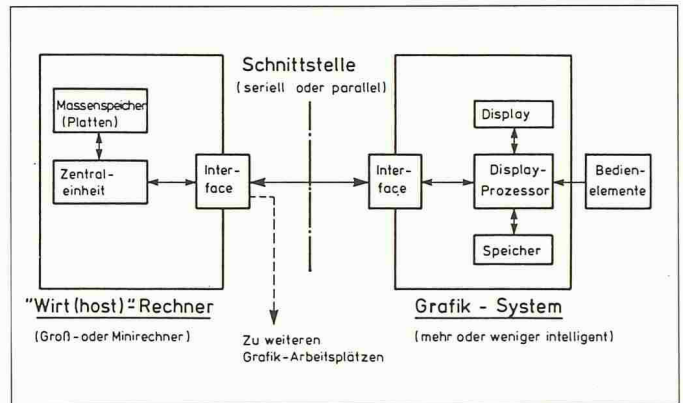 Schnittstelle
(seriell oder parallel)
Massenspeicher
(Platten)
Zentral-
einheit
Inter-
face
Inter-
face
Display
Display-
Prozessor
Speicher
Bedien-
elemente
"Wirt(host)"-Rechner
(Groß-oder Minirechner)
Zu weiteren
Grafik-Arbeitsplätzen
Grafik - System
(mehr oder weniger intelligent)